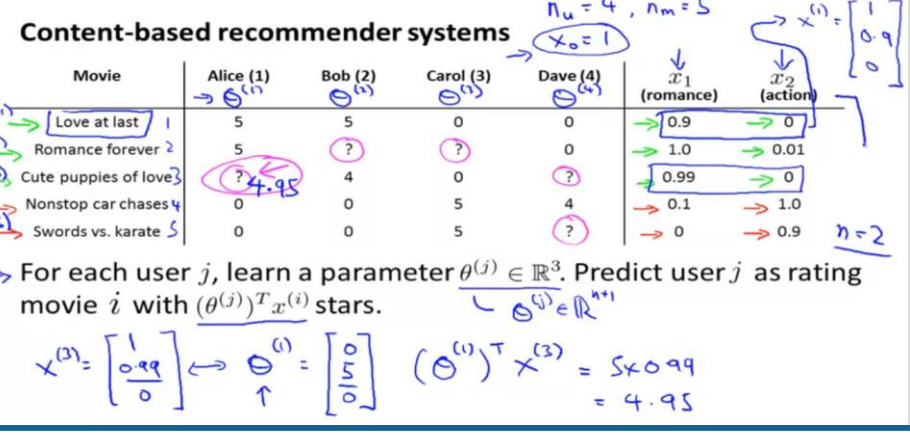 n_u = 4 , n_m = 5
Content-based recommender systems
x_0 = 1
x^(1) = [1 0.9 0]
Movie Alice (1) Bob (2) Carol (3) Dave (4) x_1 (romance) x_2 (action)
θ^(1) θ^(2) θ^(3) θ^(4)
Love at last 1 5 5 0 0 0.9 0
Romance forever 2 5 ? ? 0 1.0 0.01
Cute puppies of love 3 ? 4.95 4 0 ? 0.99 0
Nonstop car chases 4 0 0 5 4 0.1 1.0
Swords vs. karate 5 0 0 5 ? 0 0.9
n=2
For each user j, learn a parameter θ^(j) ∈ ℝ^3. Predict user j as rating
movie i with (θ^(j))^T x^(i) stars.
θ^(j) ∈ ℝ^n+1
x^(3) = [1 0.99 0] ↔ θ^(1) = [0 5 0] (θ^(1))^T x^(3) = 5×0.99
= 4.95